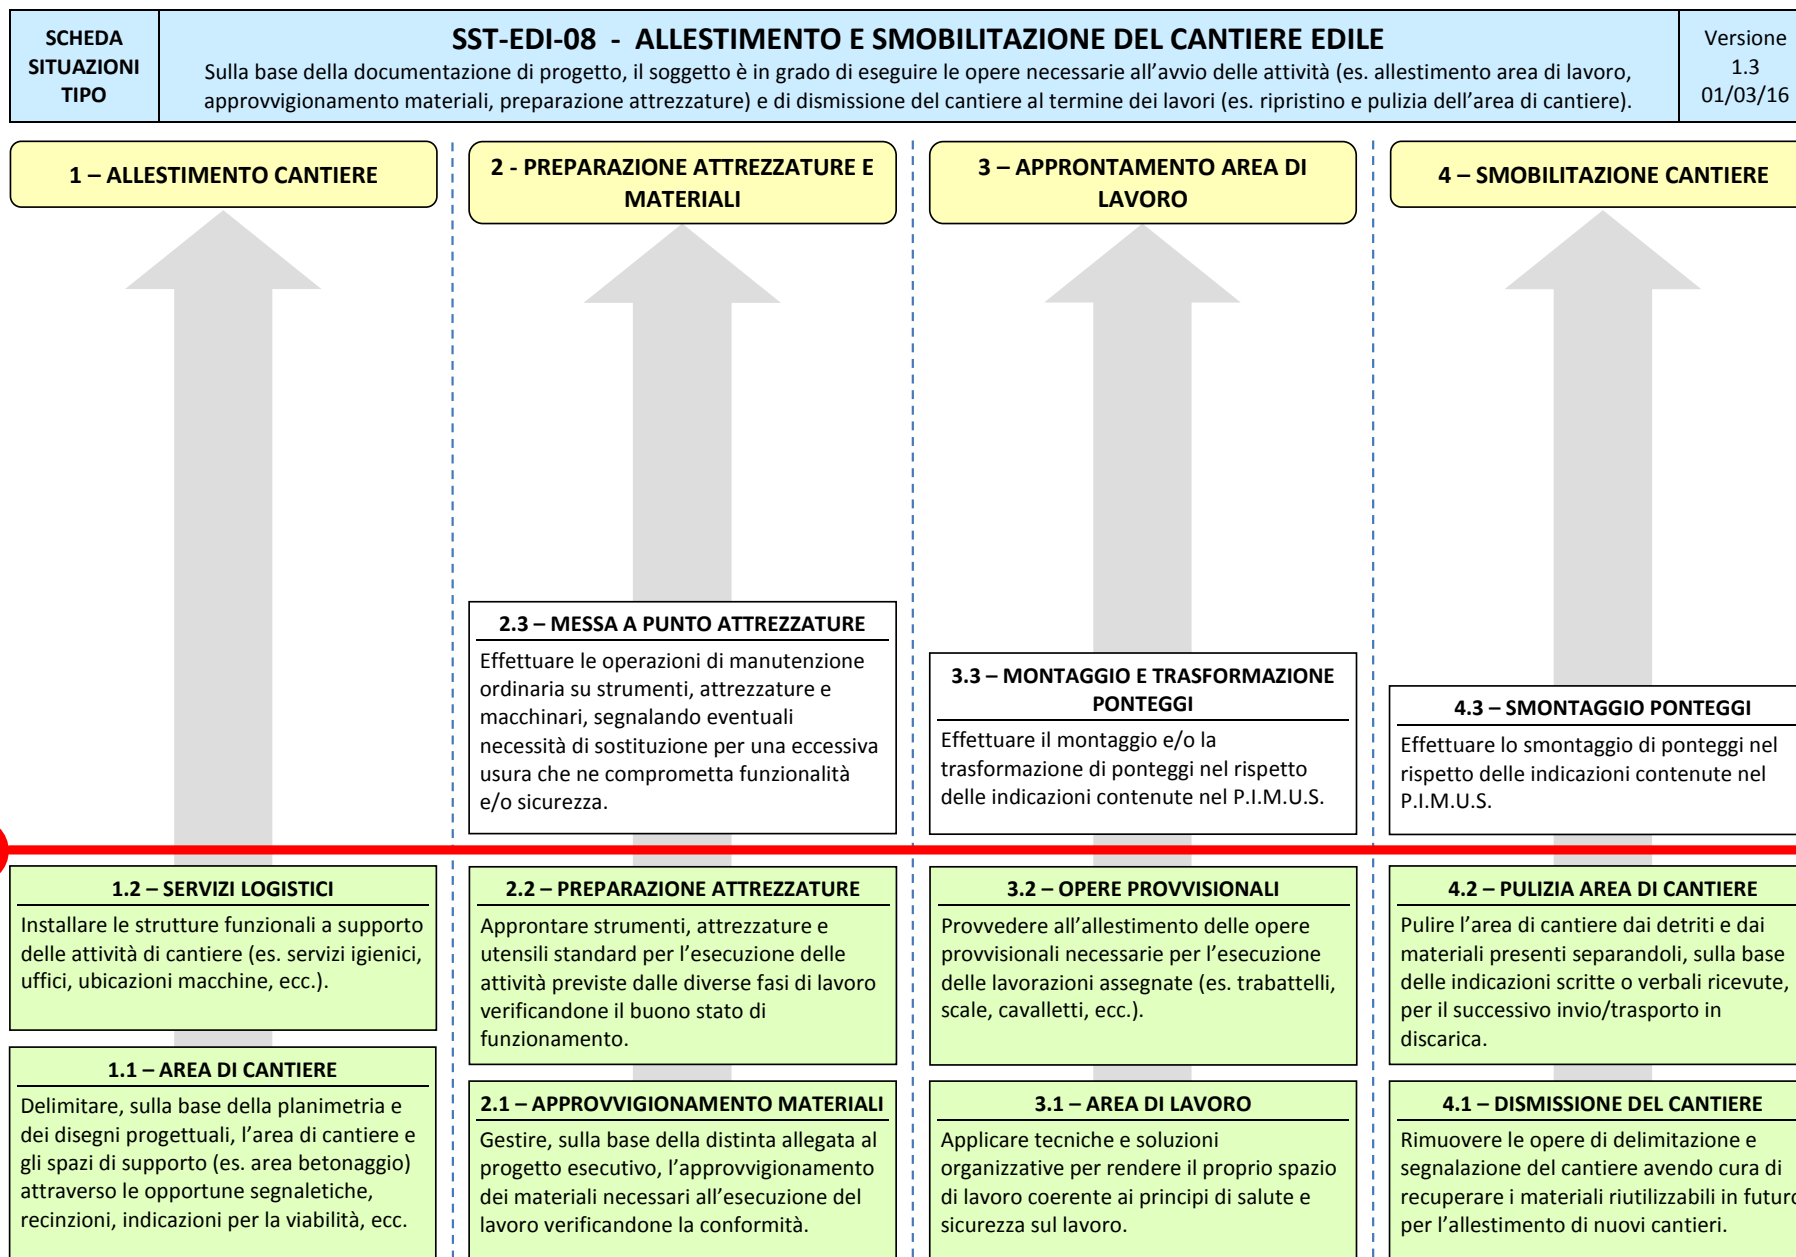 SCHEDA
SITUAZIONI
TIPO
SST-EDI-08 - ALLESTIMENTO E SMOBILITAZIONE DEL CANTIERE EDILE
Sulla base della documentazione di progetto, il soggetto è in grado di eseguire le opere necessarie all'avvio delle attività (es. allestimento area di lavoro,
approvvigionamento materiali, preparazione attrezzature) e di dismissione del cantiere al termine dei lavori (es. ripristino e pulizia dell'area di cantiere).
Versione
1.3
01/03/16
1 – ALLESTIMENTO CANTIERE
2 - PREPARAZIONE ATTREZZATURE E
MATERIALI
3 – APPRONTAMENTO AREA DI
LAVORO
4 – SMOBILITAZIONE CANTIERE
2.3 – MESSA A PUNTO ATTREZZATURE
Effettuare le operazioni di manutenzione
ordinaria su strumenti, attrezzature e
macchinari, segnalando eventuali
necessità di sostituzione per una eccessiva
usura che ne comprometta funzionalità
e/o sicurezza.
3.3 – MONTAGGIO E TRASFORMAZIONE
PONTEGGI
Effettuare il montaggio e/o la
trasformazione di ponteggi nel rispetto
delle indicazioni contenute nel P.I.M.U.S.
4.3 – SMONTAGGIO PONTEGGI
Effettuare lo smontaggio di ponteggi nel
rispetto delle indicazioni contenute nel
P.I.M.U.S.
1.2 – SERVIZI LOGISTICI
Installare le strutture funzionali a supporto
delle attività di cantiere (es. servizi igienici,
uffici, ubicazioni macchine, ecc.).
2.2 – PREPARAZIONE ATTREZZATURE
Approntare strumenti, attrezzature e
utensili standard per l'esecuzione delle
attività previste dalle diverse fasi di lavoro
verificandone il buono stato di
funzionamento.
3.2 – OPERE PROVVISIONALI
Provvedere all'allestimento delle opere
provvisionali necessarie per l'esecuzione
delle lavorazioni assegnate (es. trabattelli,
scale, cavalletti, ecc.).
4.2 – PULIZIA AREA DI CANTIERE
Pulire l'area di cantiere dai detriti e dai
materiali presenti separandoli, sulla base
delle indicazioni scritte o verbali ricevute,
per il successivo invio/trasporto in
discarica.
1.1 – AREA DI CANTIERE
Delimitare, sulla base della planimetria e
dei disegni progettuali, l'area di cantiere e
gli spazi di supporto (es. area betonaggio)
attraverso le opportune segnaletiche,
recinzioni, indicazioni per la viabilità, ecc.
2.1 – APPROVVIGIONAMENTO MATERIALI
Gestire, sulla base della distinta allegata al
progetto esecutivo, l'approvvigionamento
dei materiali necessari all'esecuzione del
lavoro verificandone la conformità.
3.1 – AREA DI LAVORO
Applicare tecniche e soluzioni
organizzative per rendere il proprio spazio
di lavoro coerente ai principi di salute e
sicurezza sul lavoro.
4.1 – DISMISSIONE DEL CANTIERE
Rimuovere le opere di delimitazione e
segnalazione del cantiere avendo cura di
recuperare i materiali riutilizzabili in futuro
per l'allestimento di nuovi cantieri.